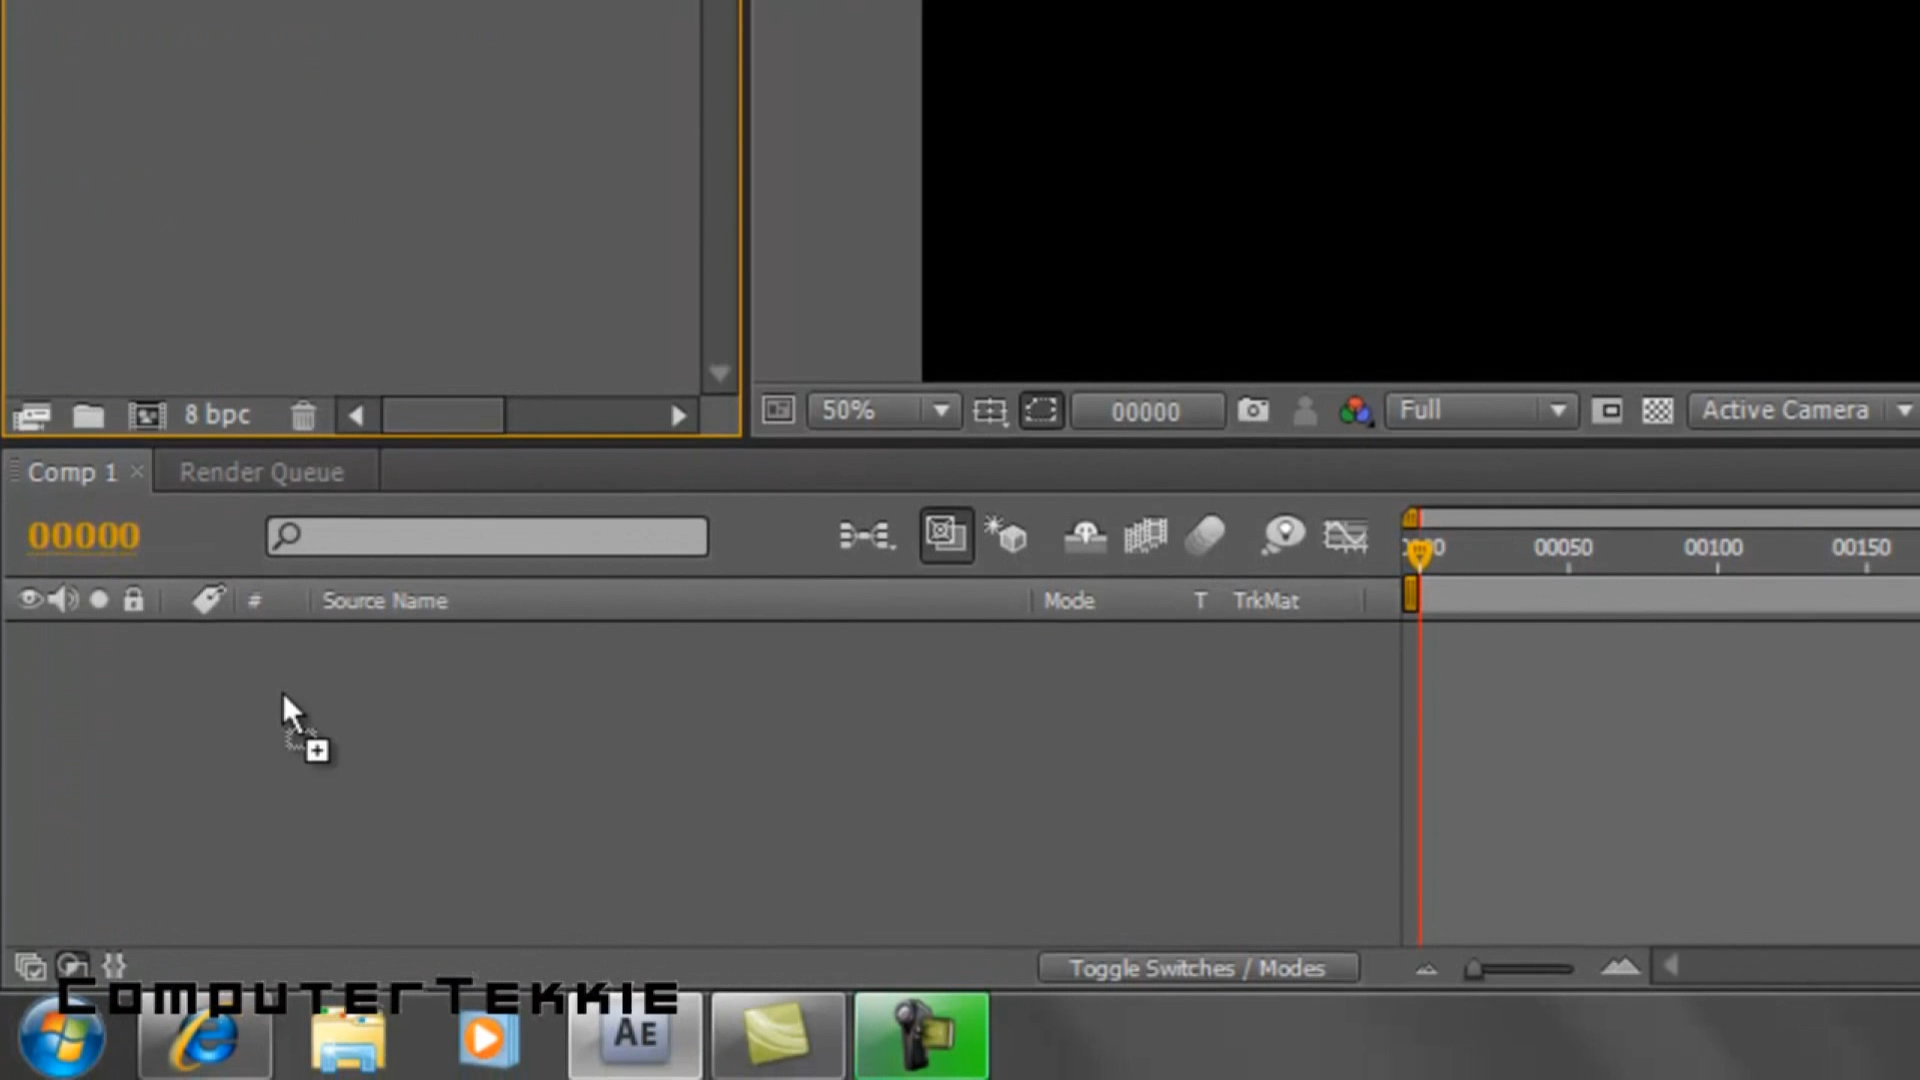 8 bpc
50%
00000
Full
Active Camera
Comp 1
Render Queue
00000
00050
00100
00150
#
Source Name
Mode
T
TrkMat
Toggle Switches / Modes
ComputerTekkie
AE